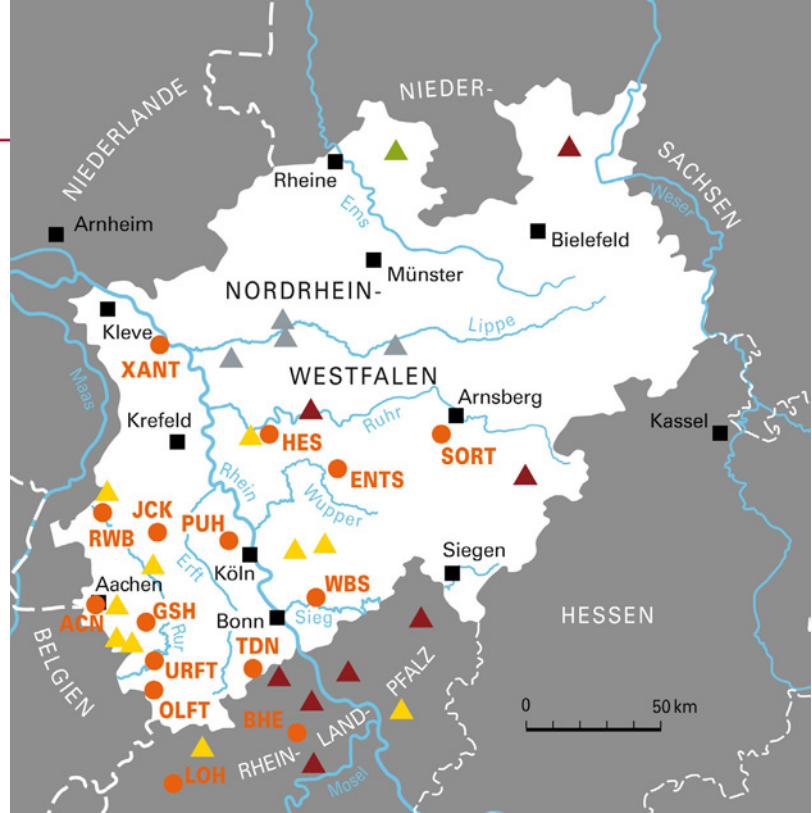 NIEDERLANDE
NIEDER-
SACHSEN
Rheine
Ems
Weser
Arnheim
Bielefeld
Münster
NORDRHEIN-
Kleve
Lippe
XANT
WESTFALEN
Maas
Arnsberg
Krefeld
Ruhr
Kassel
HES
SORT
Rhein
ENTS
Wupper
JCK
PUH
RWB
Köln
Siegen
Erft
Aachen
WBS
ACN
GSH
Bonn
Sieg
HESSEN
Rur
TDN
BELGIEN
URFT
PFALZ
OLFT
0
50 km
BHE
LAND-
RHEIN-
LOH
Mosel